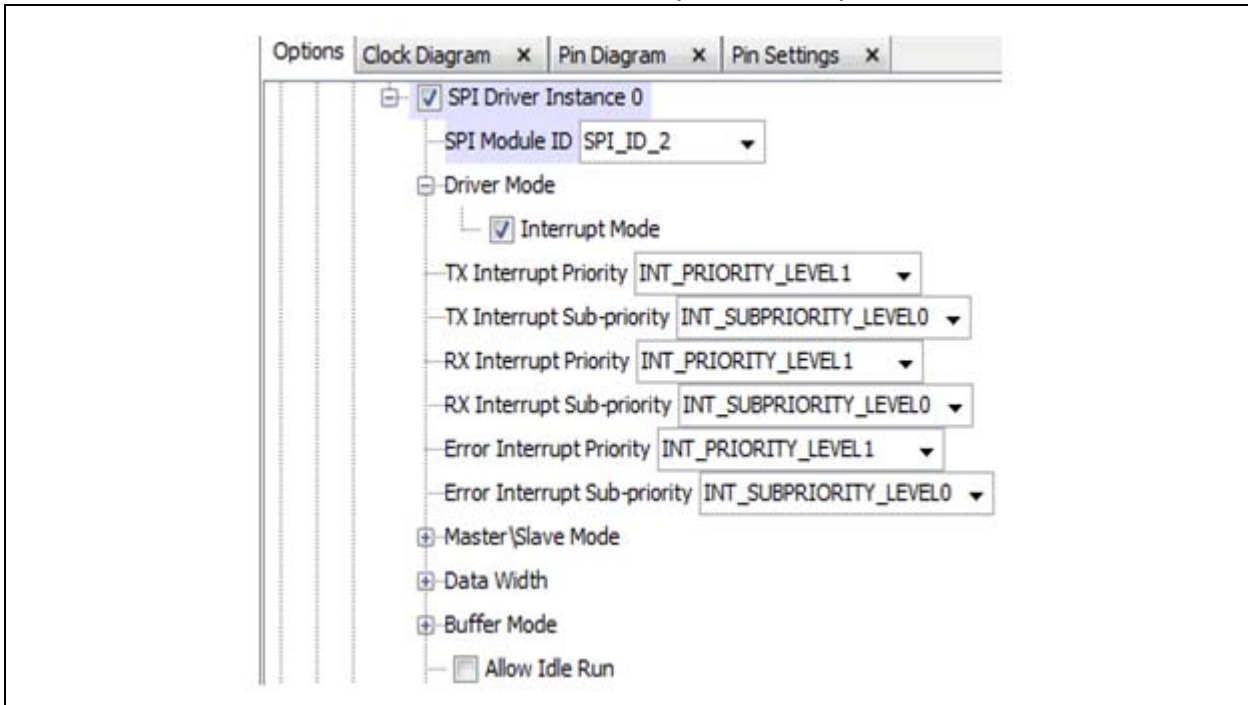 Options Clock Diagram x Pin Diagram x Pin Settings x
SPI Driver Instance 0
SPI Module ID SPI_ID_2
Driver Mode
Interrupt Mode
TX Interrupt Priority INT_PRIORITY_LEVEL1
TX Interrupt Sub-priority INT_SUBPRIORITY_LEVEL0
RX Interrupt Priority INT_PRIORITY_LEVEL1
RX Interrupt Sub-priority INT_SUBPRIORITY_LEVEL0
Error Interrupt Priority INT_PRIORITY_LEVEL1
Error Interrupt Sub-priority INT_SUBPRIORITY_LEVEL0
Master\Slave Mode
Data Width
Buffer Mode
Allow Idle Run